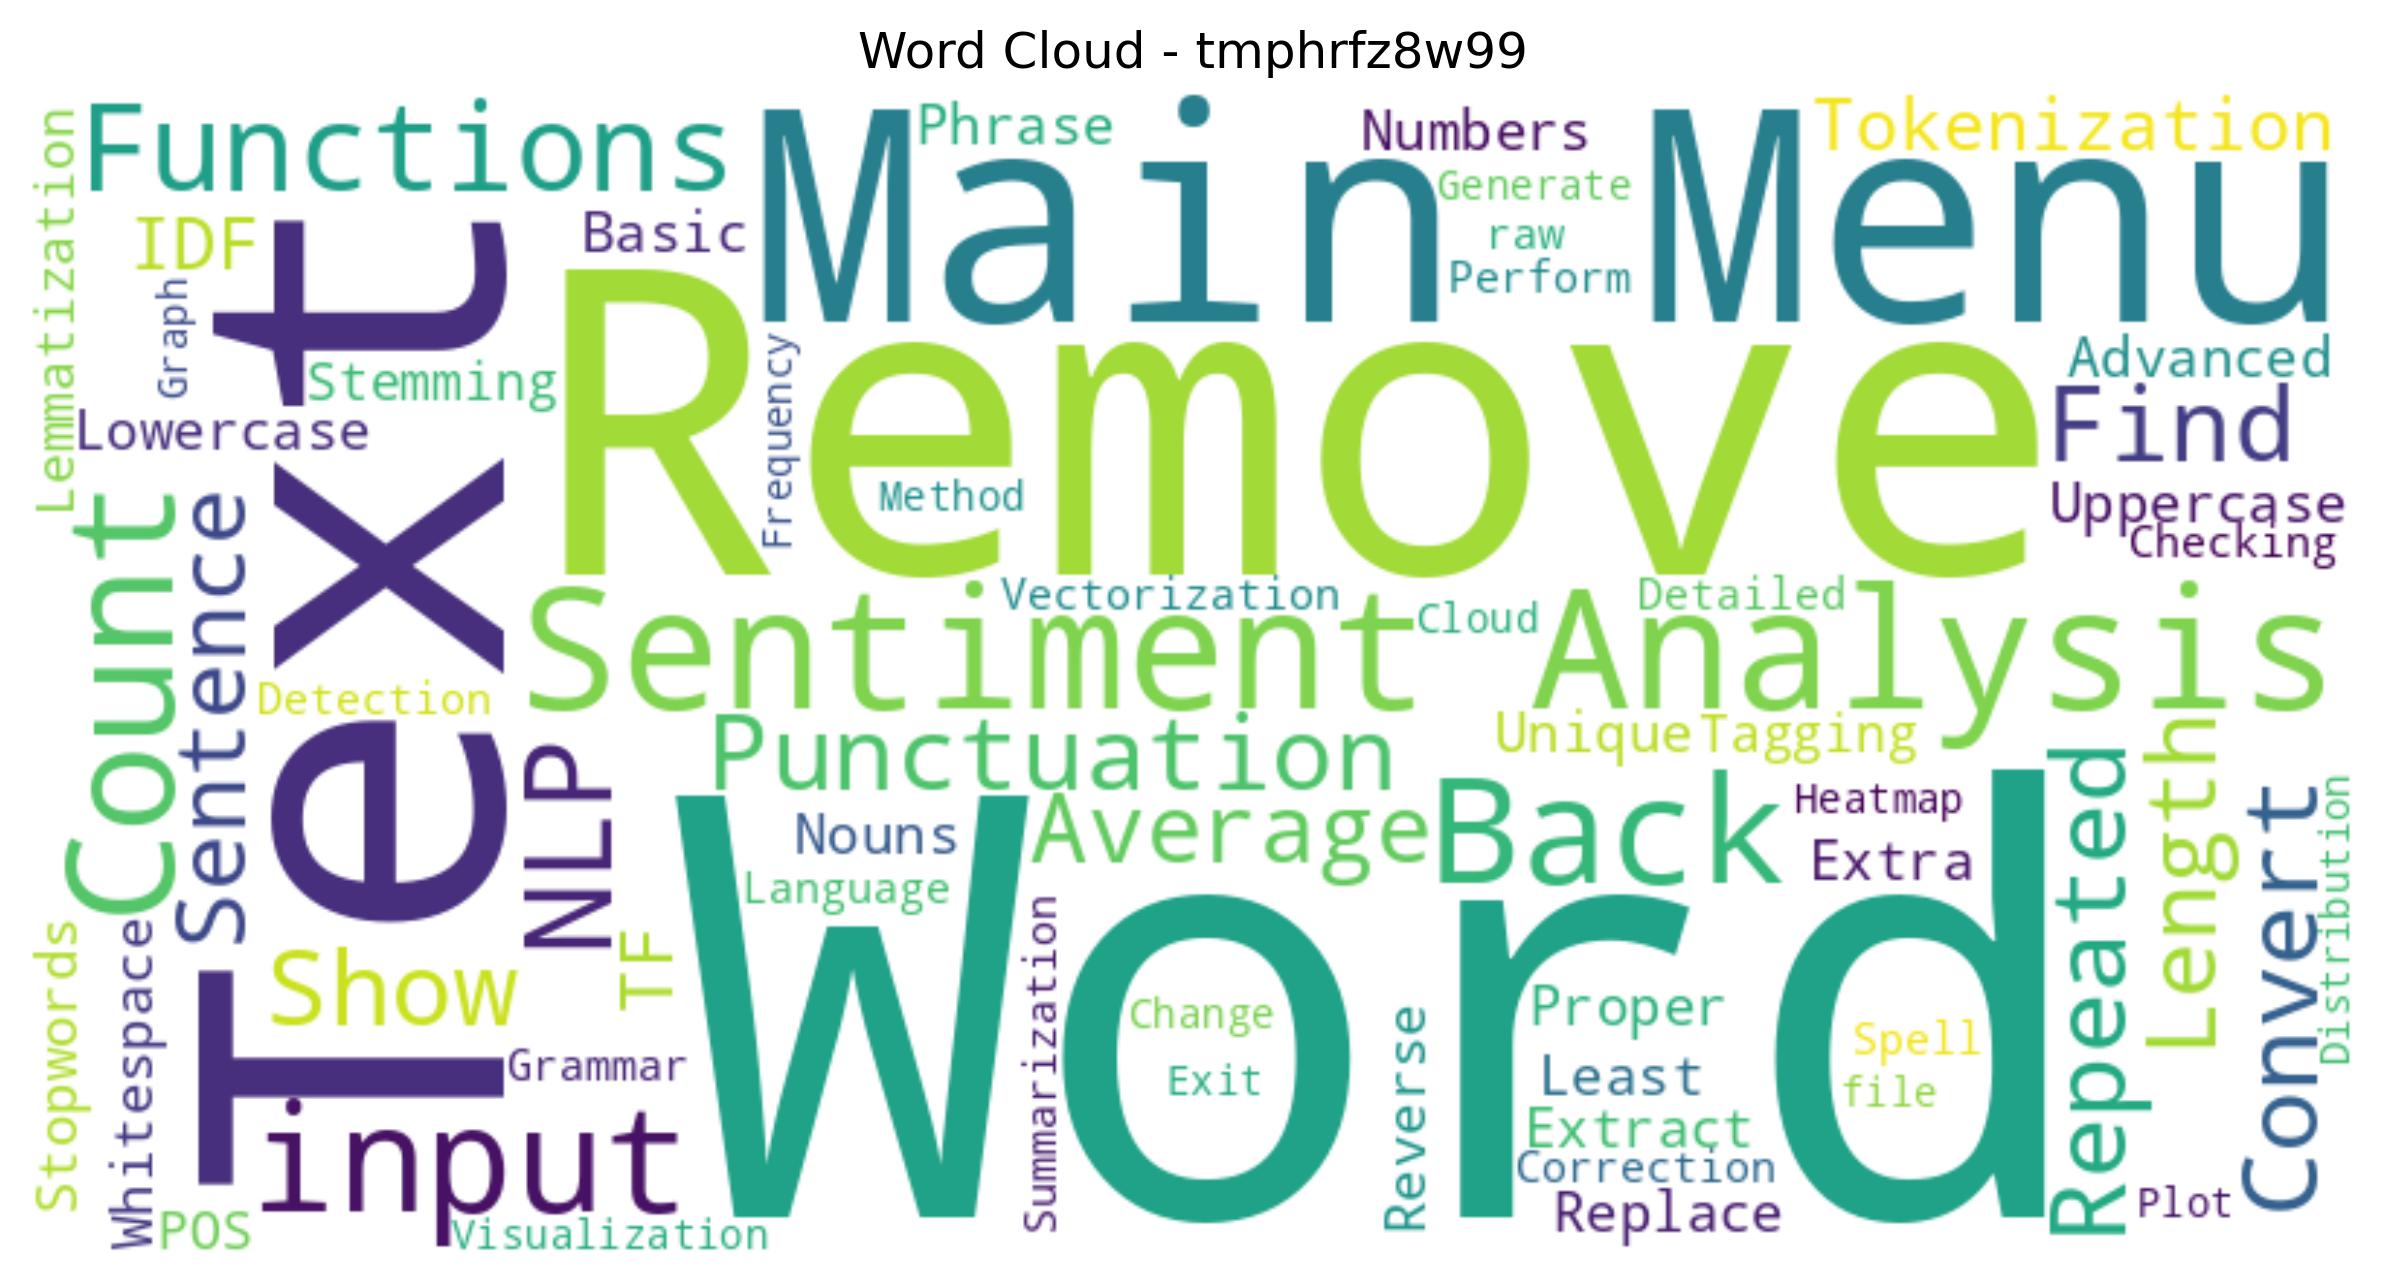 Word Cloud - tmphrfz8w99
Functions
Main Menu
Phrase
Numbers
Tokenization
Generate
raw
Perform
Lemmatization
IDF
Basic
Graph
Text
Stemming
Lowercase
Remove
Frequency
Method
Advanced
Find
Uppercase
Checking
Count
Sentence
Sentiment Analysis
Vectorization
Cloud
Detailed
Detection
NLP
Punctuation
Unique
Tagging
Length
Nouns
Average
Back
Heatmap
Extra
Language
Word
Repeated
Convert
Distribution
Stopwords
Whitespace
Show
TF
Grammar
input
POS
Visualization
Summarization
Change
Exit
Reverse
Proper
Least
Extract
Correction
Replace
Spell
file
Plot